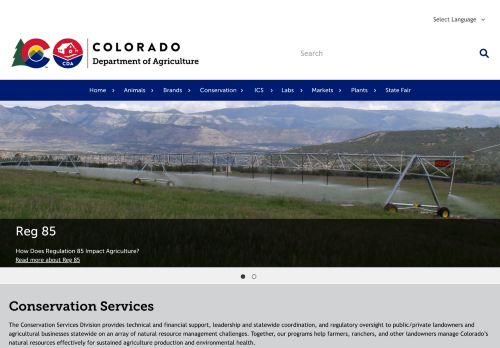 Select Language
COLORADO
CDA
Department of Agriculture
Search
Home Animals Brands Conservation ICS Labs Markets Plants State Fair
Reg 85
How Does Regulation 85 Impact Agriculture?
Read more about Reg 85
Conservation Services
The Conservation Services Division provides technical and financial support, leadership and statewide coordination, and regulatory oversight to public/private landowners and
agricultural businesses statewide on an array of natural resource management challenges. Together, our programs help farmers, ranchers, and other landowners manage Colorado's
natural resources effectively for sustained agriculture production and environmental health.